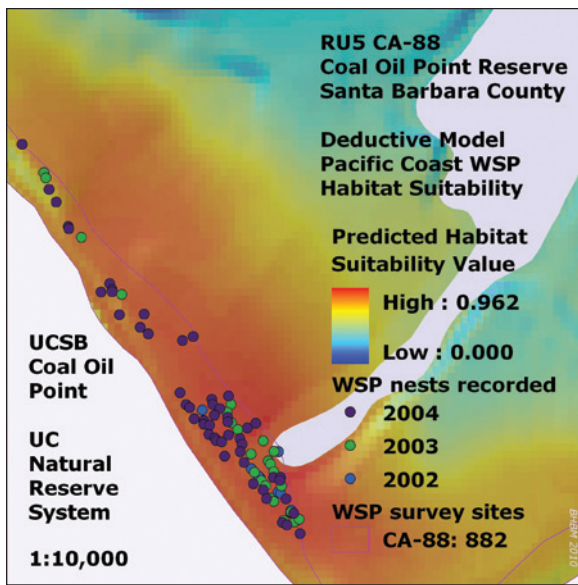 RU5 CA-88
Coal Oil Point Reserve
Santa Barbara County
Deductive Model
Pacific Coast WSP
Habitat Suitability
Predicted Habitat
Suitability Value
High : 0.962
Low : 0.000
WSP nests recorded
2004
2003
2002
WSP survey sites
CA-88: 882
UCSB
Coal Oil
Point
UC
Natural
Reserve
System
1:10,000
BHBM 2010